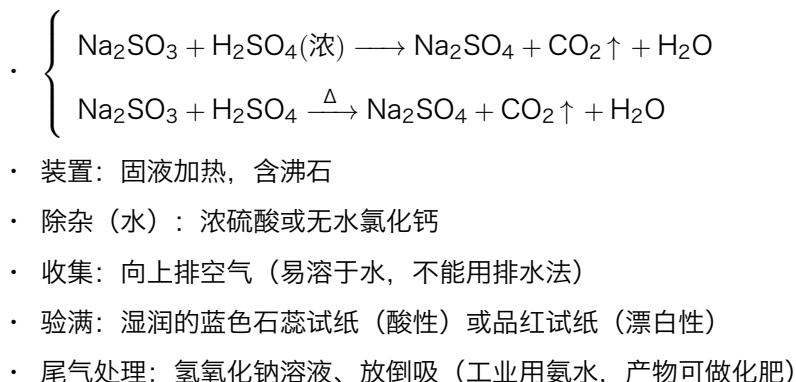 Na₂SO₃ + H₂SO₄(浓) ⟶ Na₂SO₄ + CO₂↑ + H₂O
Na₂SO₃ + H₂SO₄ —Δ→ Na₂SO₄ + CO₂↑ + H₂O
· 装置：固液加热，含沸石
· 除杂（水）：浓硫酸或无水氯化钙
· 收集：向上排空气（易溶于水，不能用排水法）
· 验满：湿润的蓝色石蕊试纸（酸性）或品红试纸（漂白性）
· 尾气处理：氢氧化钠溶液、放倒吸（工业用氨水，产物可做化肥）